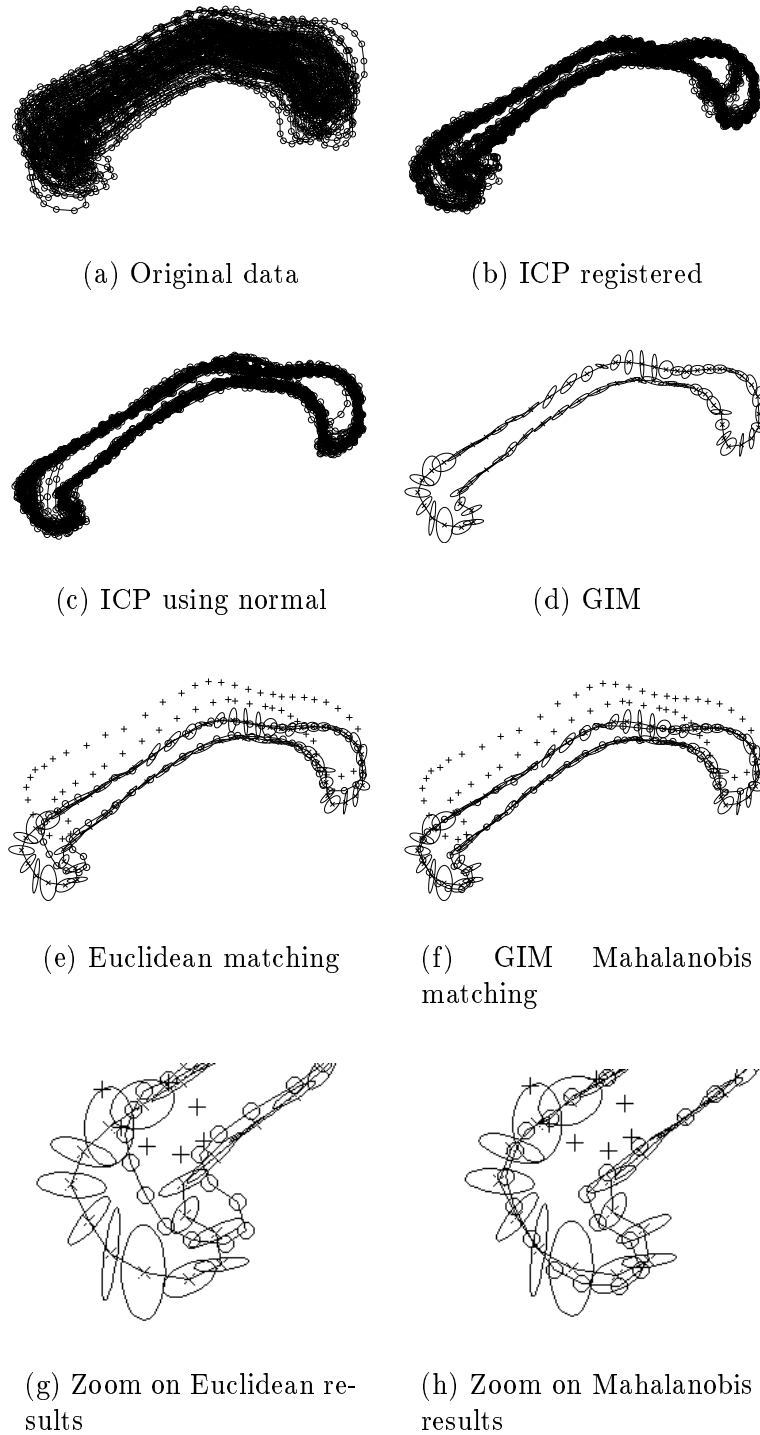 (a) Original data
(b) ICP registered
(c) ICP using normal
(d) GIM
(e) Euclidean matching
(f) GIM Mahalanobis
matching
(g) Zoom on Euclidean re-
sults
(h) Zoom on Mahalanobis
results